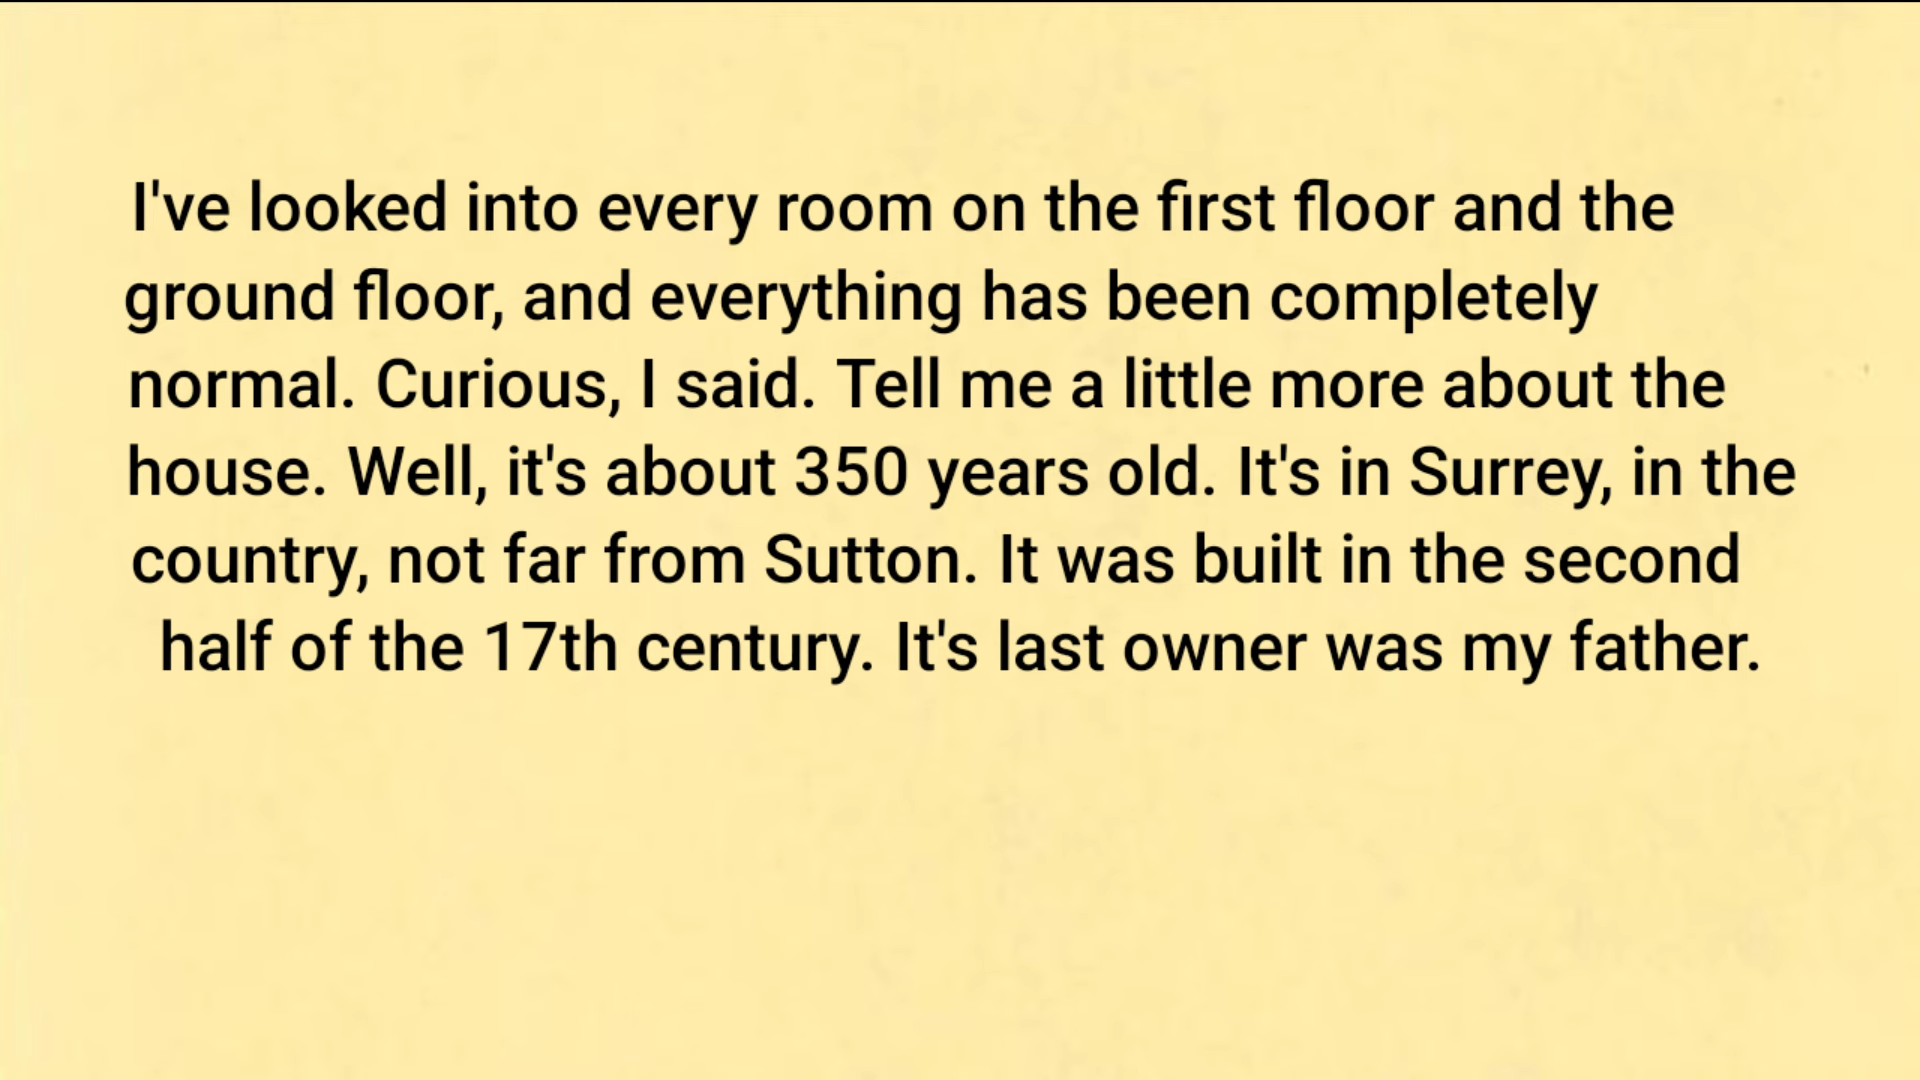 I've looked into every room on the first floor and the
ground floor, and everything has been completely
normal. Curious, I said. Tell me a little more about the
house. Well, it's about 350 years old. It's in Surrey, in the
country, not far from Sutton. It was built in the second
half of the 17th century. It's last owner was my father.